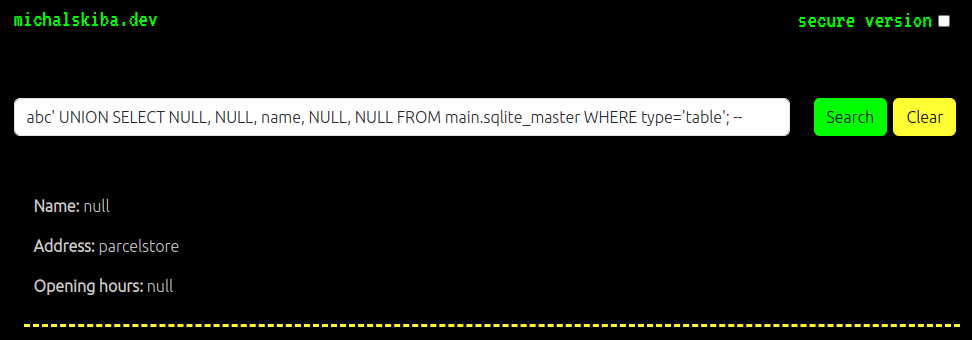 michalskiba.dev
secure version
abc' UNION SELECT NULL, NULL, name, NULL, NULL FROM main.sqlite_master WHERE type='table'; --
Search
Clear
Name: null
Address: parcelstore
Opening hours: null